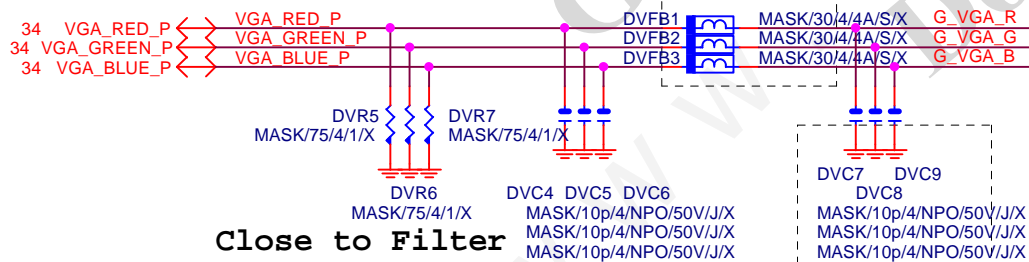 34 VGA_RED_P VGA_RED_P DVFB1 MASK/30/4/4A/S/X G_VGA_R
34 VGA_GREEN_P VGA_GREEN_P DVFB2 MASK/30/4/4A/S/X G_VGA_G
34 VGA_BLUE_P VGA_BLUE_P DVFB3 MASK/30/4/4A/S/X G_VGA_B
DVR5 DVR7
MASK/75/4/1/X MASK/75/4/1/X
DVC7 DVC9
DVR6 DVC4 DVC5 DVC6 DVC8
MASK/75/4/1/X MASK/10p/4/NPO/50V/J/X MASK/10p/4/NPO/50V/J/X
MASK/10p/4/NPO/50V/J/X MASK/10p/4/NPO/50V/J/X
Close to Filter MASK/10p/4/NPO/50V/J/X MASK/10p/4/NPO/50V/J/X